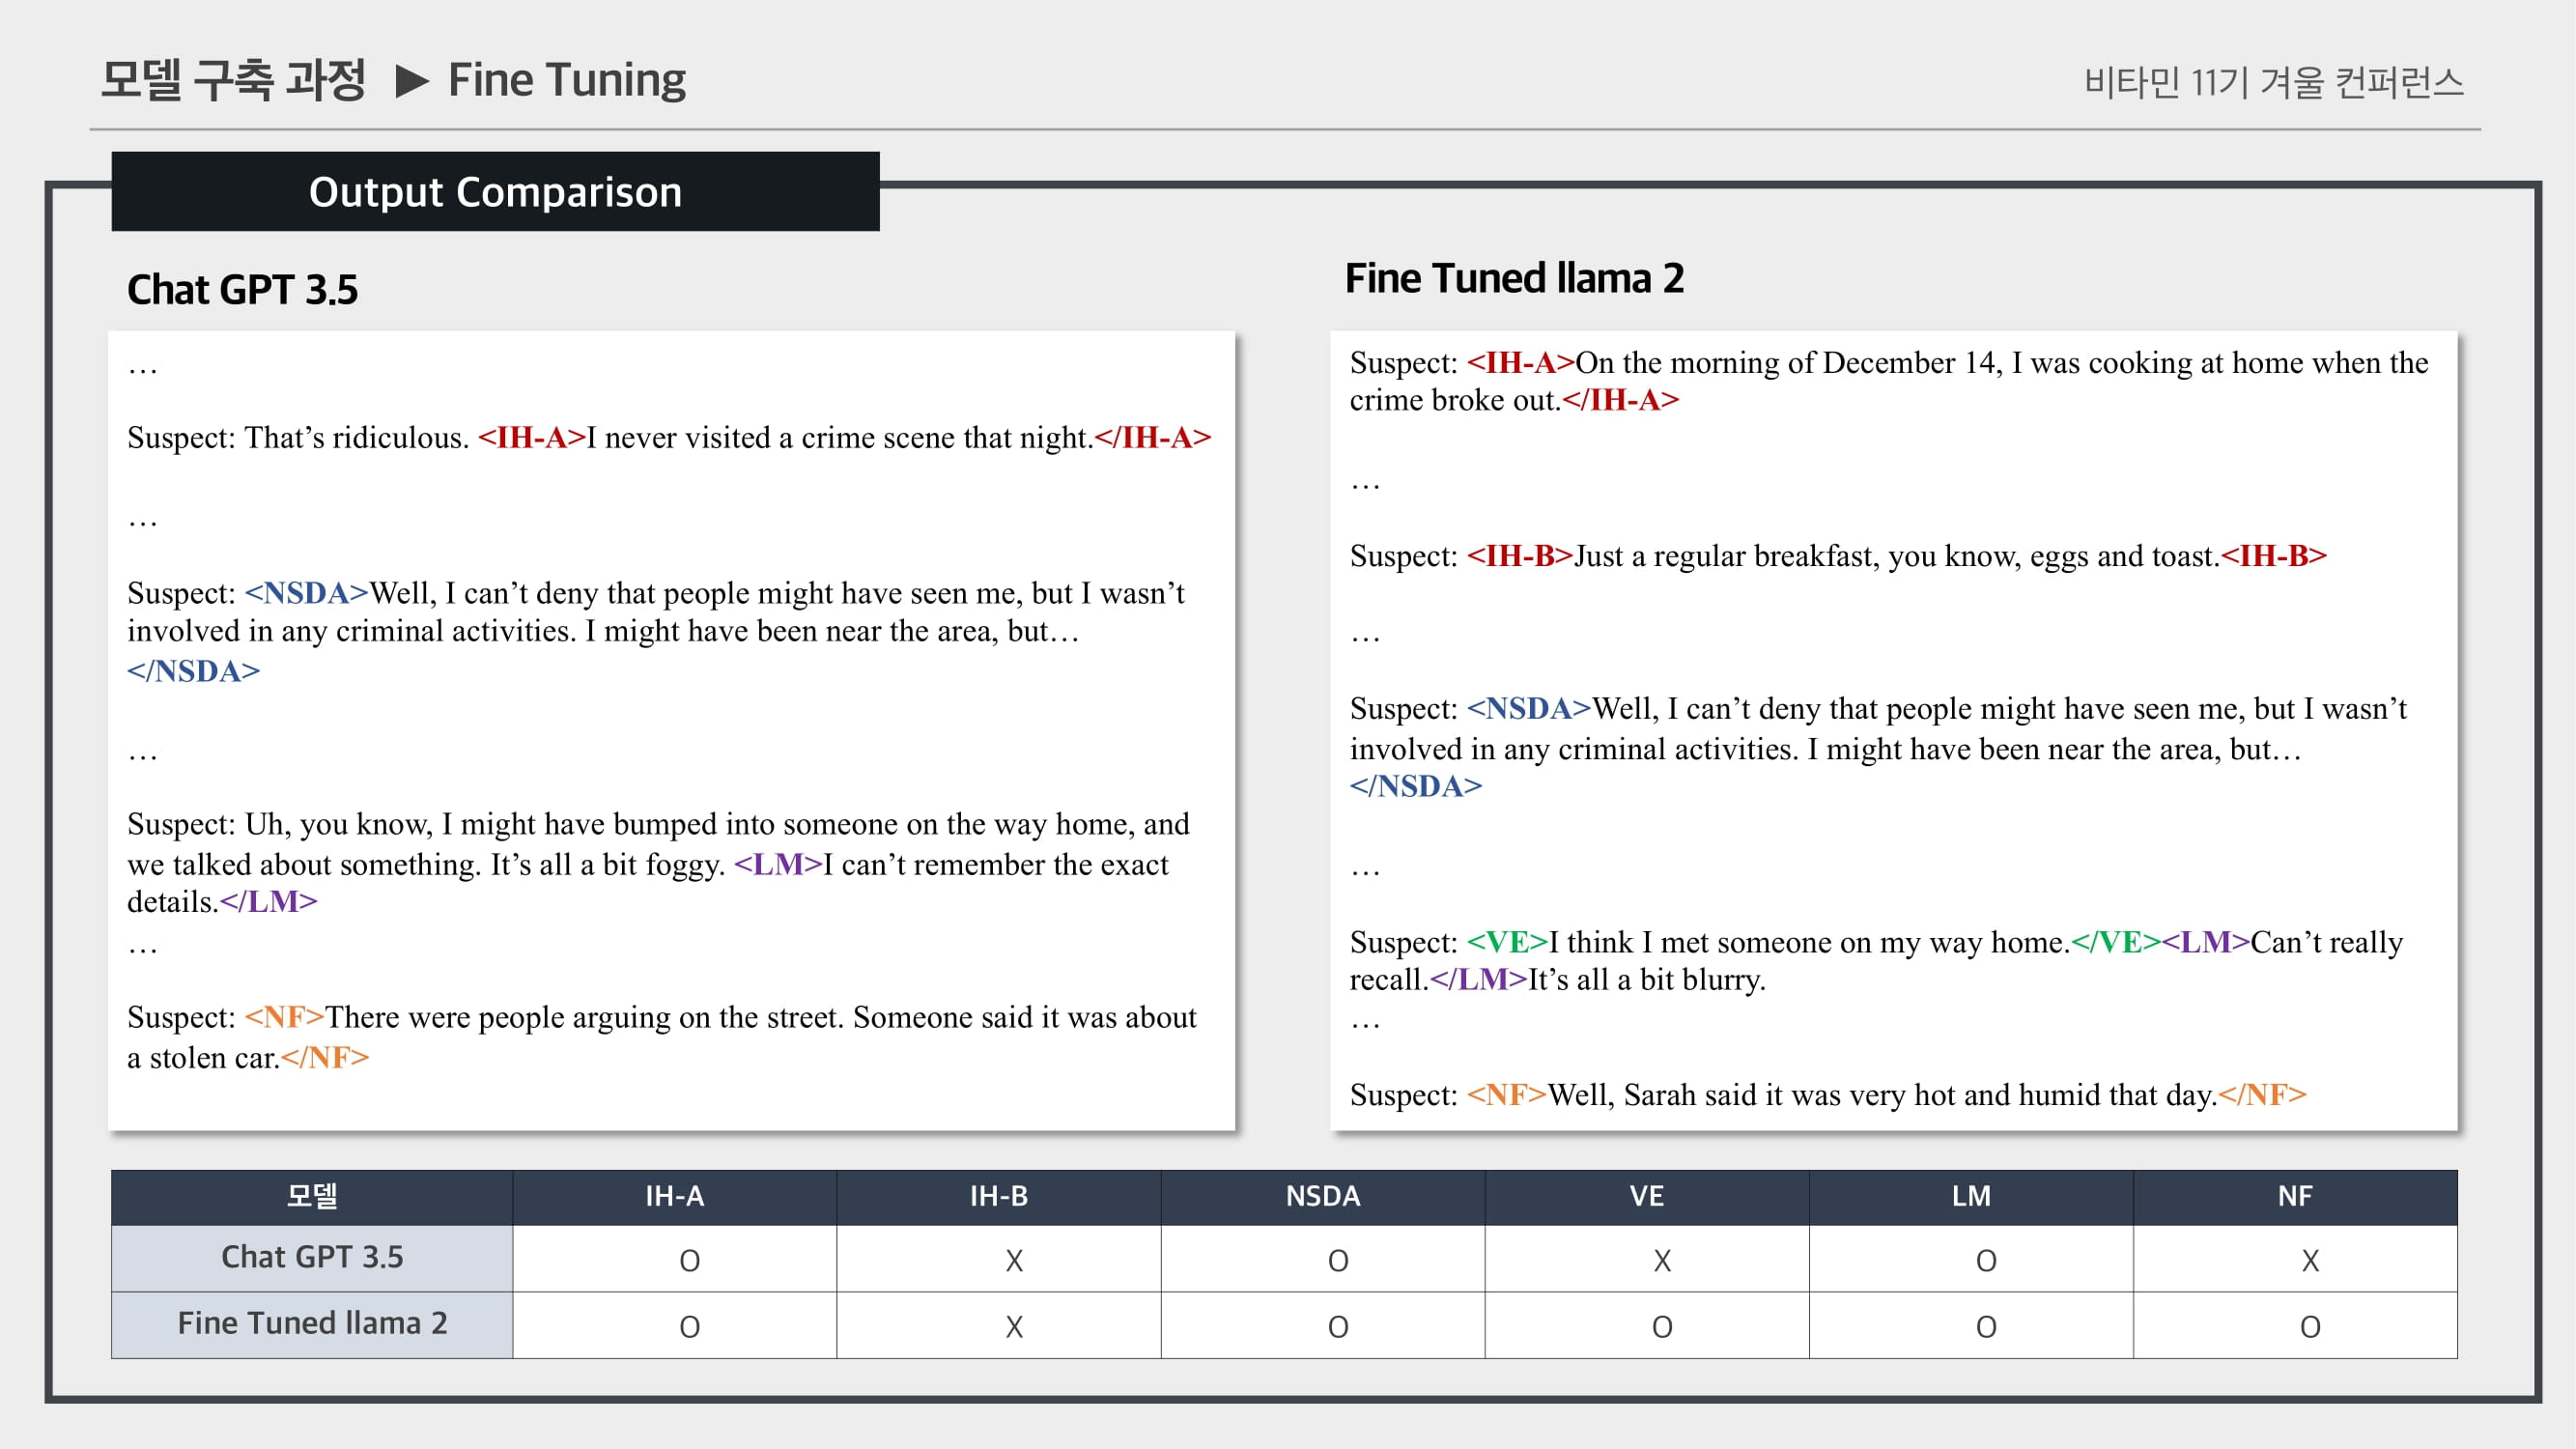 모델 구축 과정 ▶ Fine Tuning
비타민 11기 겨울 컨퍼런스
Output Comparison
Chat GPT 3.5
…
Suspect: That’s ridiculous. <IH-A>I never visited a crime scene that night.</IH-A>
…
Suspect: <NSDA>Well, I can’t deny that people might have seen me, but I wasn’t
involved in any criminal activities. I might have been near the area, but…
</NSDA>
…
Suspect: Uh, you know, I might have bumped into someone on the way home, and
we talked about something. It’s all a bit foggy. <LM>I can’t remember the exact
details.</LM>
…
Suspect: <NF>There were people arguing on the street. Someone said it was about
a stolen car.</NF>
Fine Tuned llama 2
Suspect: <IH-A>On the morning of December 14, I was cooking at home when the
crime broke out.</IH-A>
…
Suspect: <IH-B>Just a regular breakfast, you know, eggs and toast.<IH-B>
…
Suspect: <NSDA>Well, I can’t deny that people might have seen me, but I wasn’t
involved in any criminal activities. I might have been near the area, but…
</NSDA>
…
Suspect: <VE>I think I met someone on my way home.</VE><LM>Can’t really
recall.</LM>It’s all a bit blurry.
…
Suspect: <NF>Well, Sarah said it was very hot and humid that day.</NF>
모델 IH-A IH-B NSDA VE LM NF
Chat GPT 3.5 O X O X O X
Fine Tuned llama 2 O X O O O O